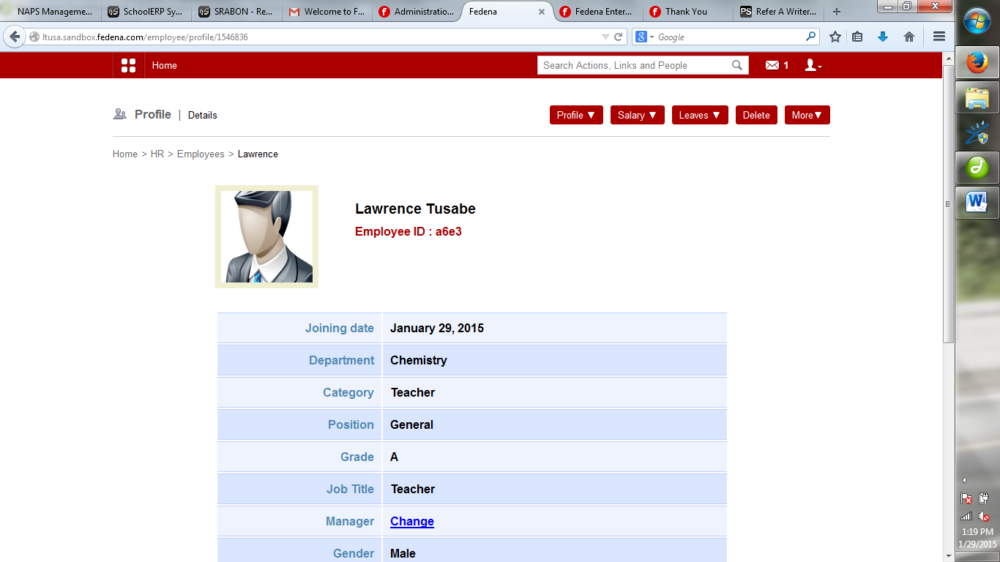 NAPS Manageme...
SchoolERP Sy...
SRABON - Re...
Welcome to F...
Administratio...
Fedena
Fedena Enter...
Thank You
PS Refer A Writer...
ltusa.sandbox.fedena.com/employee/profile/1546836
Google
Home
Search Actions, Links and People
1
Profile | Details
Profile ▼
Salary ▼
Leaves ▼
Delete
More▼
Home > HR > Employees > Lawrence
Lawrence Tusabe
Employee ID : a6e3
Joining date January 29, 2015
Department Chemistry
Category Teacher
Position General
Grade A
Job Title Teacher
Manager Change
Gender Male
1:19 PM
1/29/2015